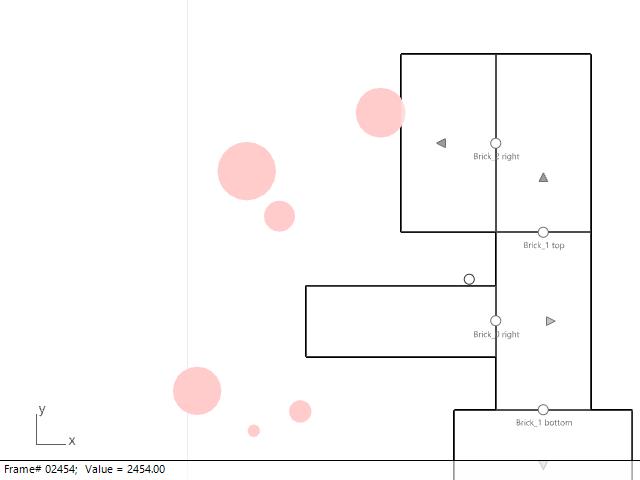 Brick_2 right
Brick_1 top
Brick_0 right
y
Brick_1 bottom
x
Frame# 02454;  Value = 2454.00